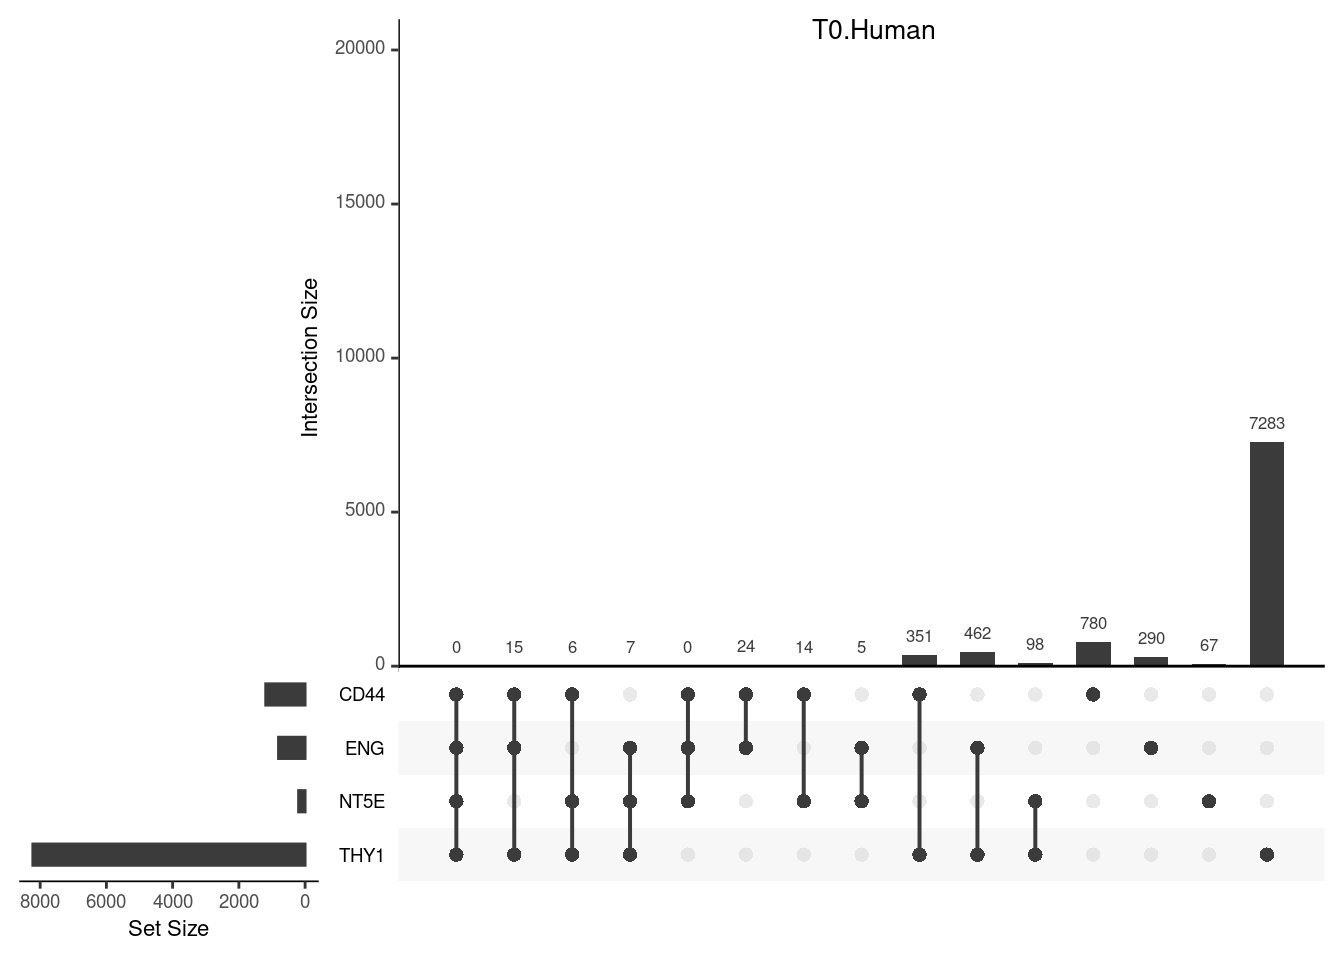 T0.Human
20000
15000
10000
5000
0
Intersection Size
0 15 6 7 0 24 14 5 351 462 98 780 290 67 7283
CD44
ENG
NT5E
THY1
8000 6000 4000 2000 0
Set Size